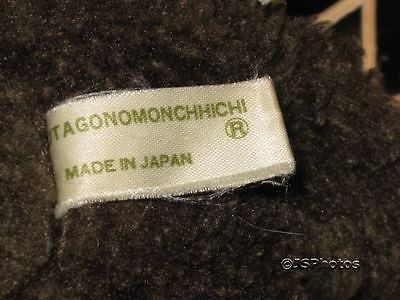 TAGONOMONCHHICHI
®
MADE IN JAPAN
©JSPhotos